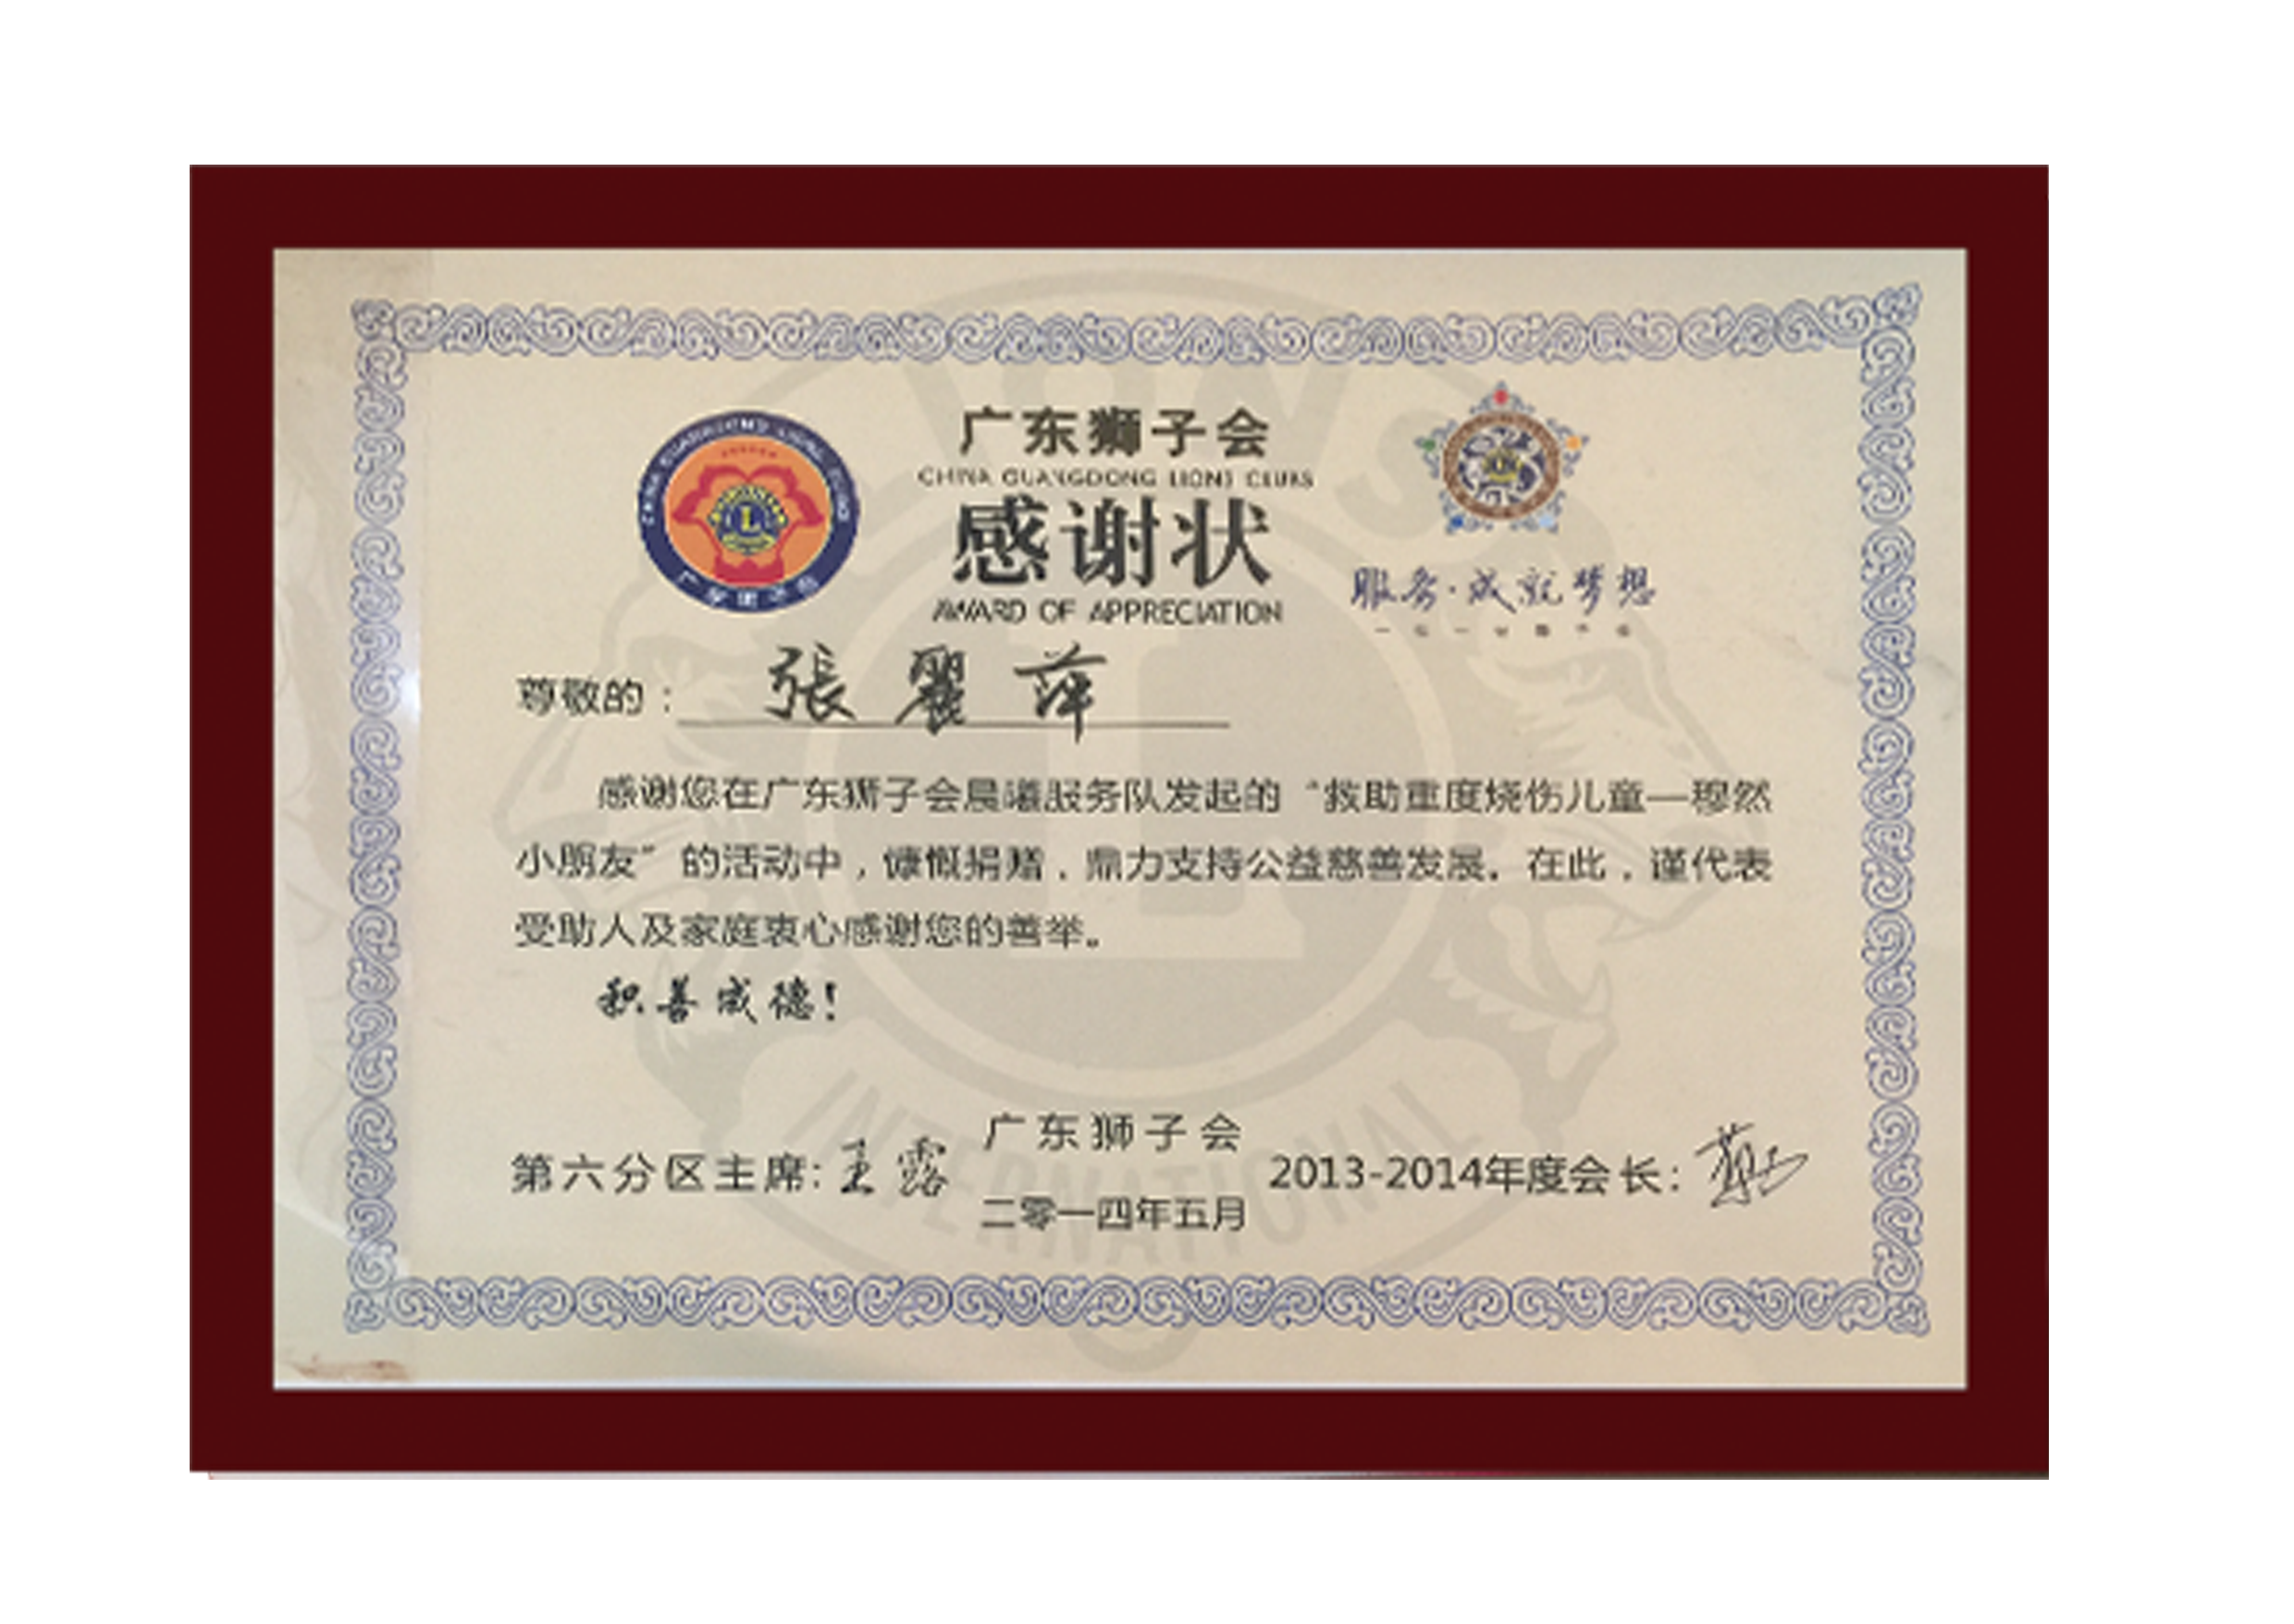 广东狮子会
CHINA GUANGDONG LIONS CLUBS
感谢状
AWARD OF APPRECIATION
服务·成就梦想
尊敬的：張麗萍
感谢您在广东狮子会晨曦服务队发起的“救助重度烧伤儿童—穆然
小朋友”的活动中，慷慨捐赠，鼎力支持公益慈善发展。在此，谨代表
受助人及家庭衷心感谢您的善举。
积善成德！
广东狮子会
第六分区主席：王露
2013-2014年度会长：
二零一四年五月
LIONS
L
INTERNATIONAL